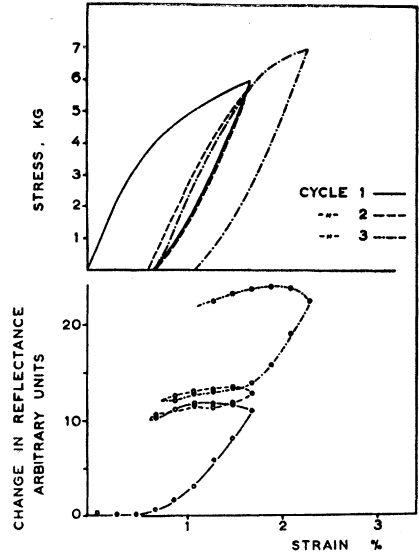 7
6
5
4
3
2
1
STRESS, KG
CYCLE 1
-"- 2
-"- 3
20
10
0
CHANGE IN REFLECTANCE
ARBITRARY UNITS
1 2 3
STRAIN %